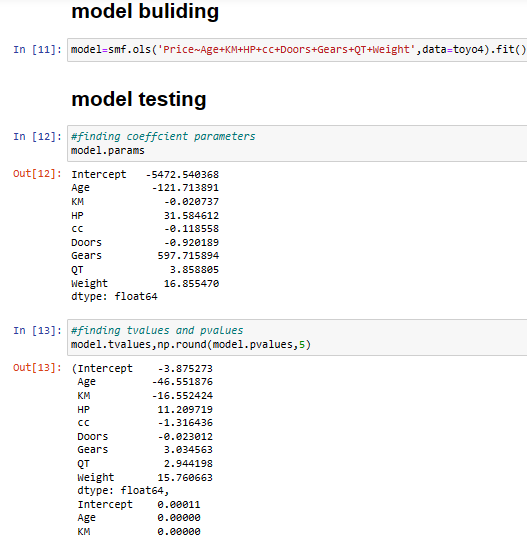 model buliding
In [11]: model=smf.ols('Price~Age+KM+HP+cc+Doors+Gears+QT+Weight',data=toyo4).fit()
model testing
In [12]: #finding coeffcient parameters
model.params
Out[12]: Intercept -5472.540368
Age -121.713891
KM -0.020737
HP 31.584612
cc -0.118558
Doors -0.920189
Gears 597.715894
QT 3.858805
Weight 16.855470
dtype: float64
In [13]: #finding tvalues and pvalues
model.tvalues,np.round(model.pvalues,5)
Out[13]: (Intercept -3.875273
Age -46.551876
KM -16.552424
HP 11.209719
cc -1.316436
Doors -0.023012
Gears 3.034563
QT 2.944198
Weight 15.760663
dtype: float64,
Intercept 0.00011
Age 0.00000
KM 0.00000